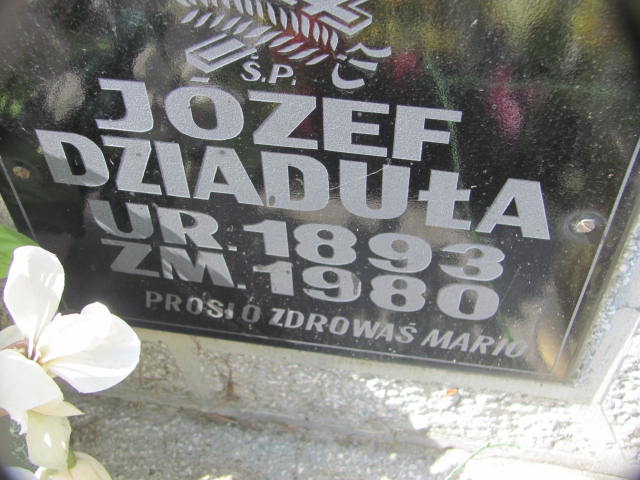 Ś.P.
JÓZEF
DZIADUŁA
UR. 1893
ZM. 1980
PROSI O ZDROWAŚ MARIO